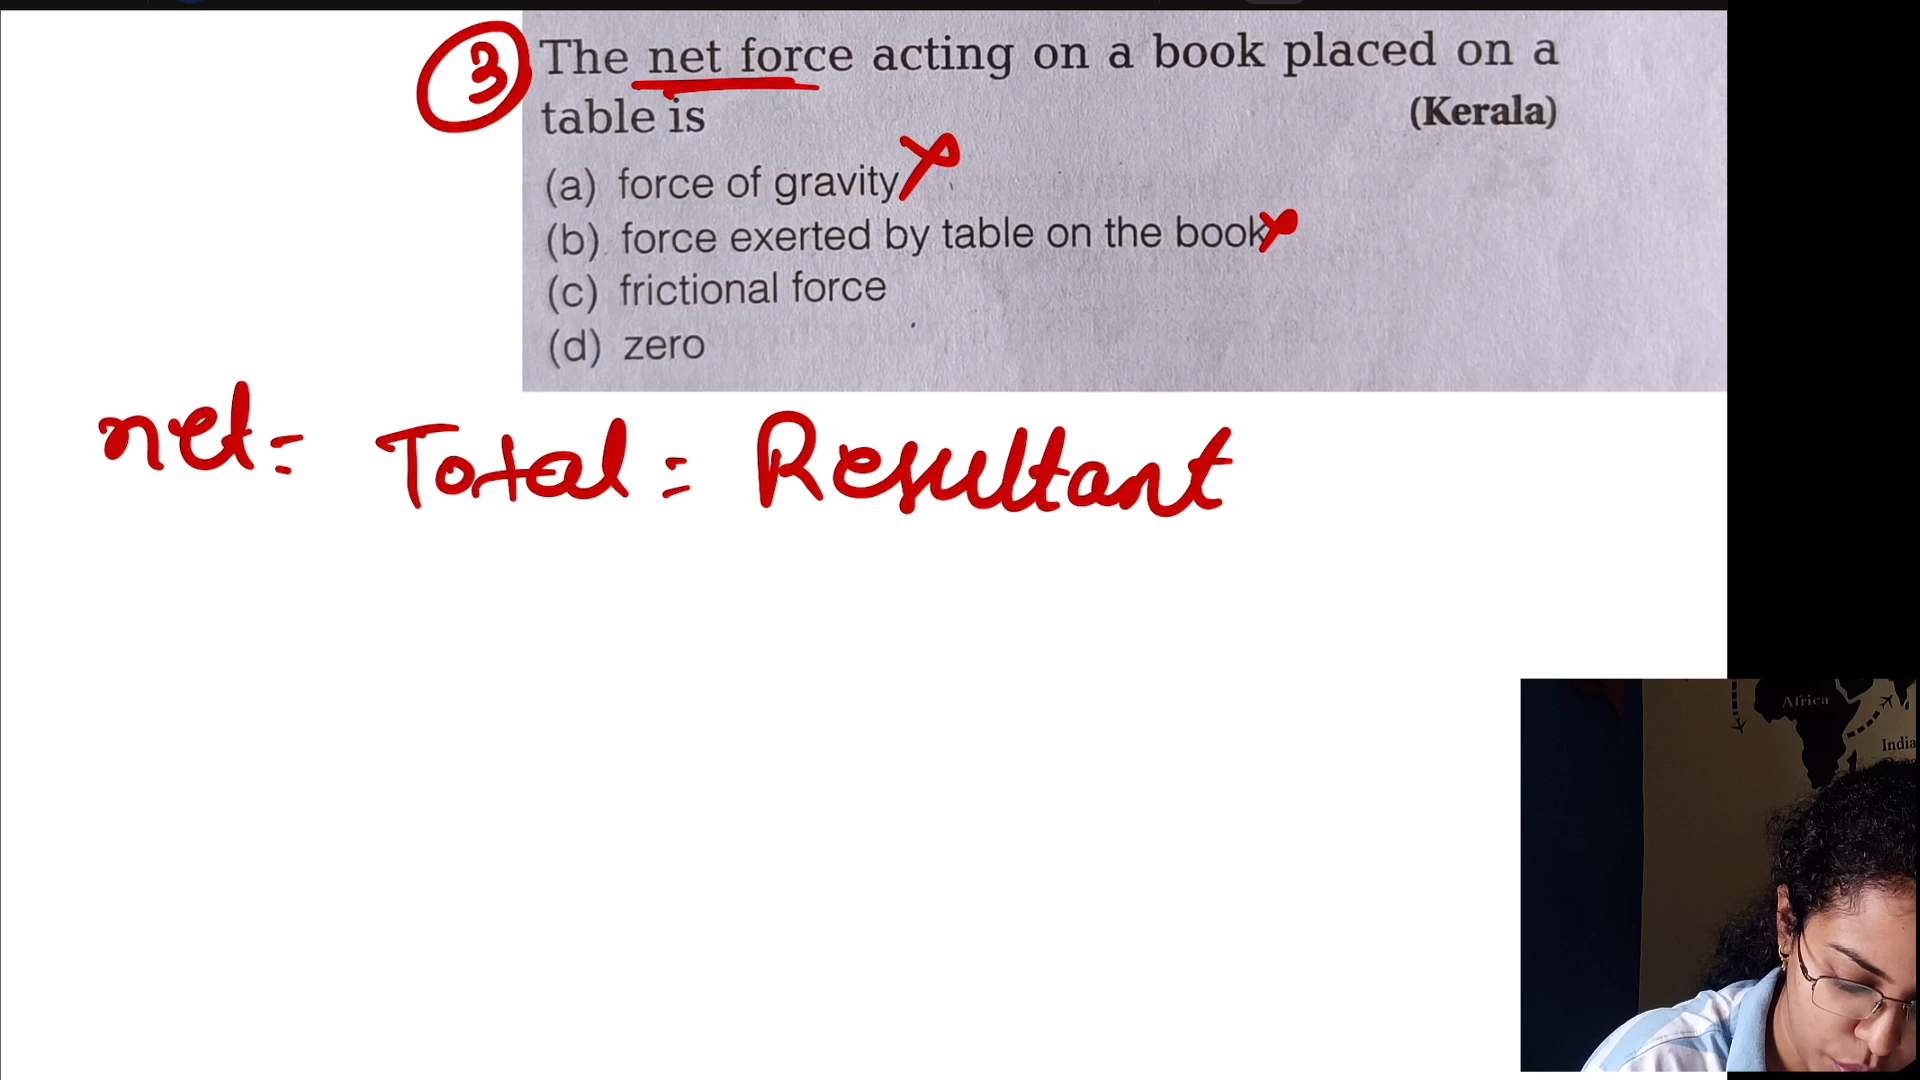 3 The net force acting on a book placed on a
table is (Kerala)
(a) force of gravity
(b) force exerted by table on the book
(c) frictional force
(d) zero
net = Total = Resultant
Africa
India